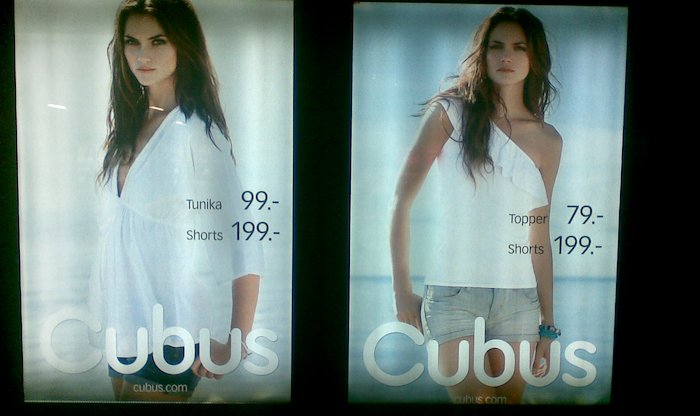 Tunika 99.-
Shorts 199.-
Cubus
cubus.com
Topper 79.-
Shorts 199.-
Cubus
cubus.com